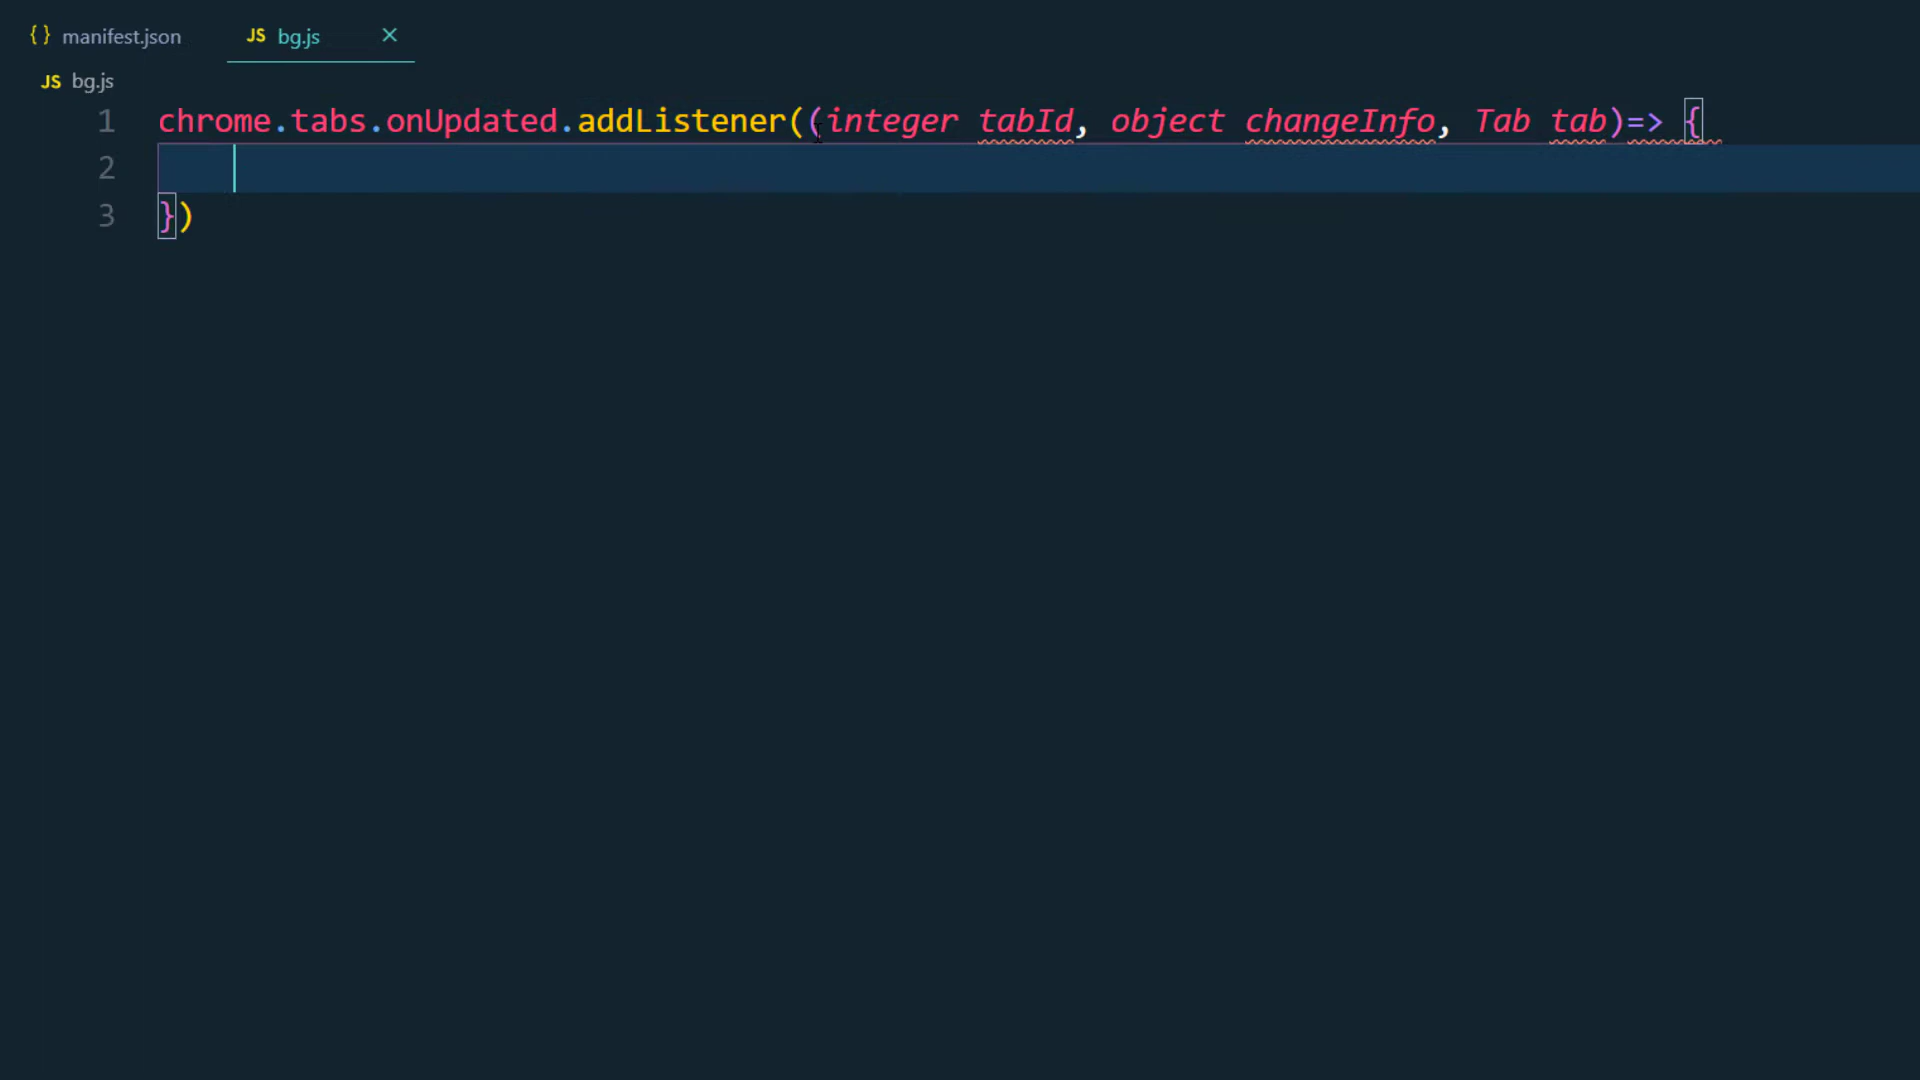 {} manifest.json JS bg.js ×
JS bg.js
1 chrome.tabs.onUpdated.addListener((integer tabId, object changeInfo, Tab tab)=> {
2
3 })